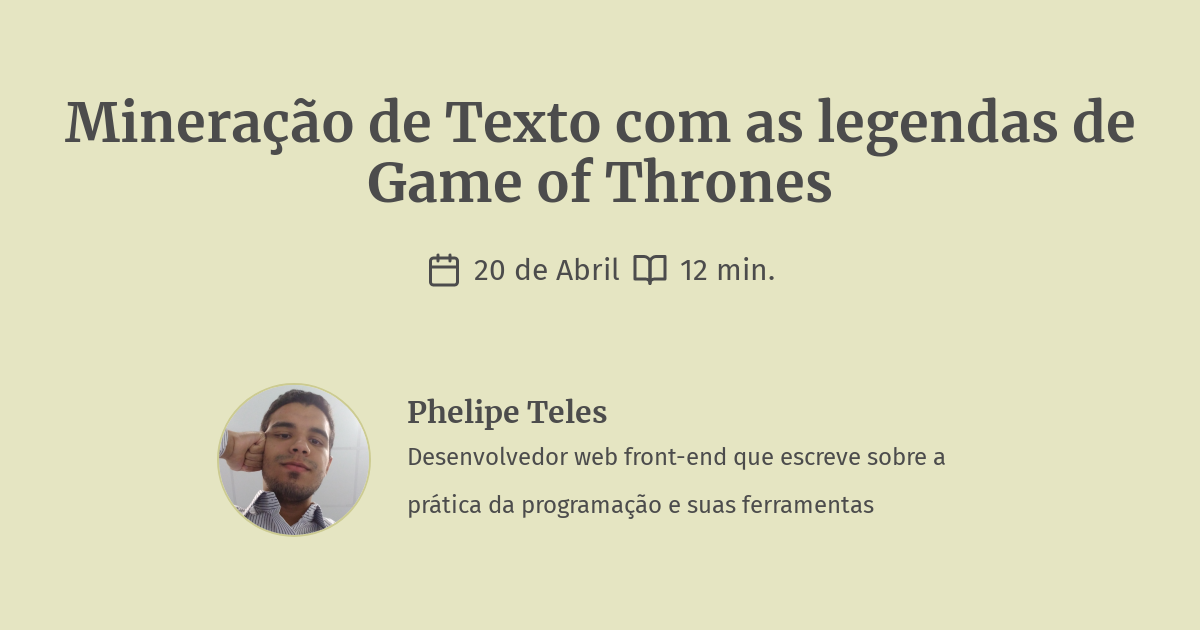 Mineração de Texto com as legendas de
Game of Thrones
20 de Abril 12 min.
Phelipe Teles
Desenvolvedor web front-end que escreve sobre a
prática da programação e suas ferramentas